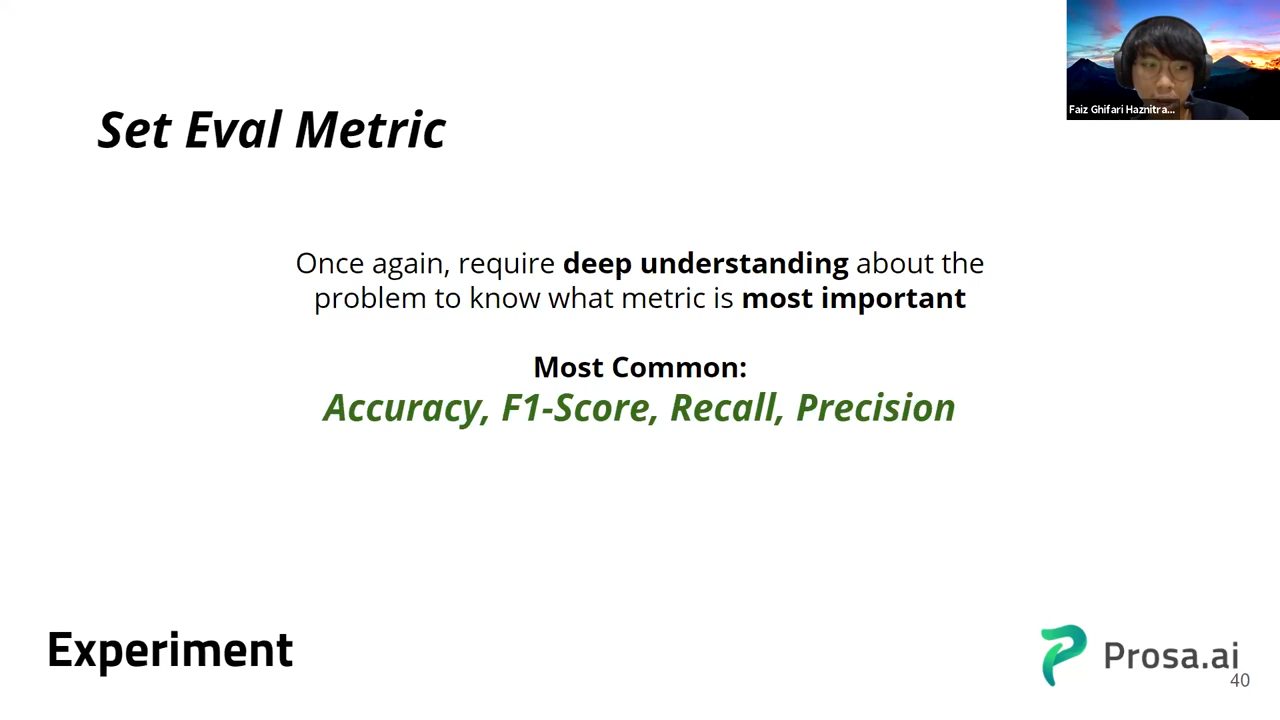 Faiz Ghifari Haznitra...
Set Eval Metric
Once again, require deep understanding about the
problem to know what metric is most important
Most Common:
Accuracy, F1-Score, Recall, Precision
Experiment
Prosa.ai
40